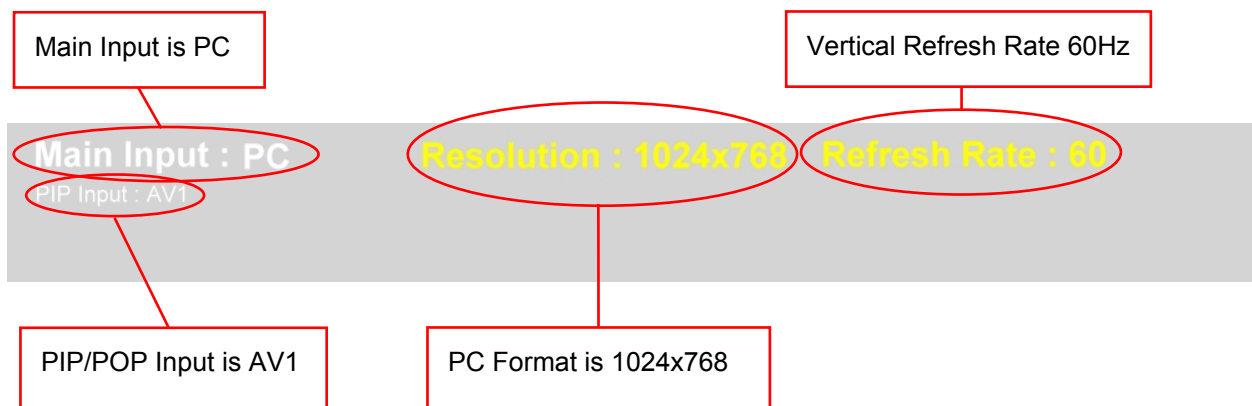 Main Input is PC
Vertical Refresh Rate 60Hz
Main Input : PC
Resolution : 1024x768
Refresh Rate : 60
PIP Input : AV1
PIP/POP Input is AV1
PC Format is 1024x768